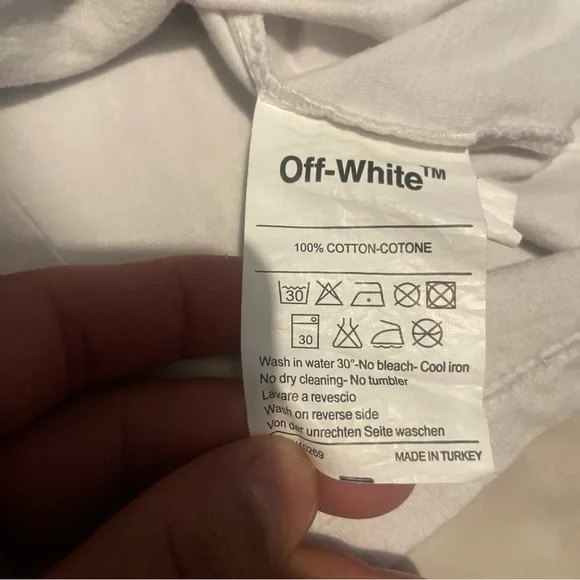 Off-White™
100% COTTON-COTONE
30
30
Wash in water 30°-No bleach- Cool iron
No dry cleaning- No tumbler
Lavare a revescio
Wash on reverse side
Von der unrechten Seite waschen
MADE IN TURKEY